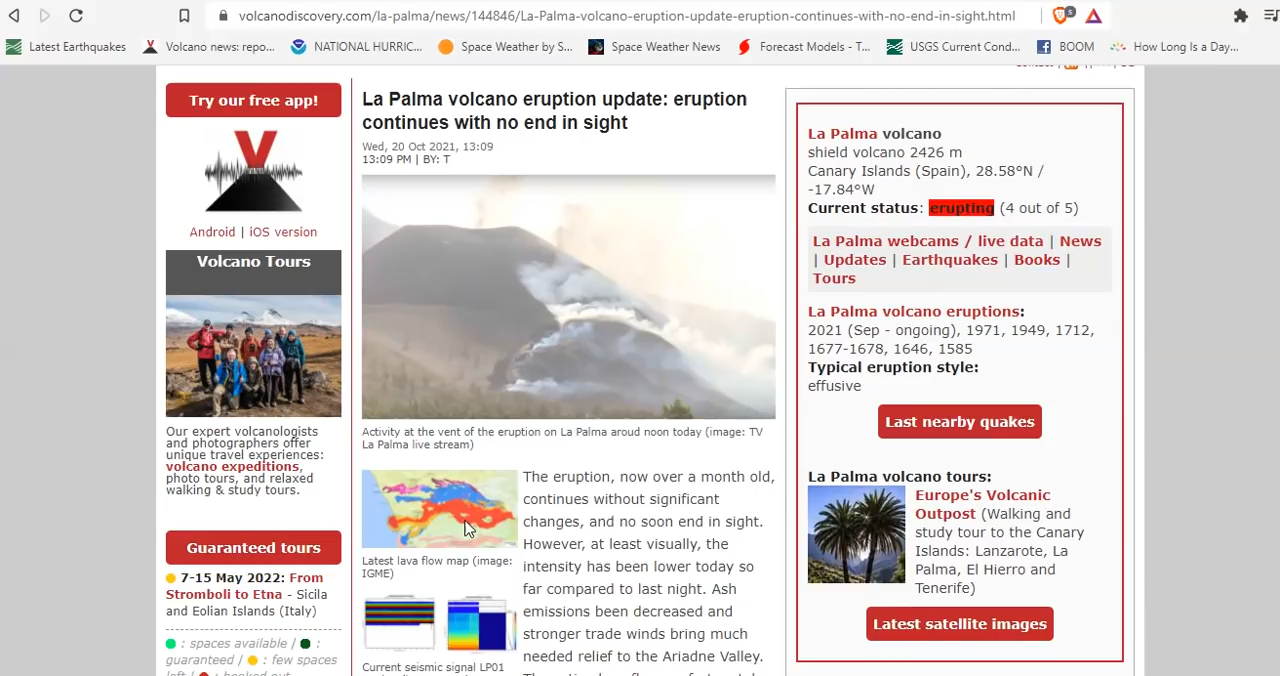 volcanodiscovery.com/la-palma/news/144846/La-Palma-volcano-eruption-update-eruption-continues-with-no-end-in-sight.html
5
Latest Earthquakes
Volcano news: repo...
NATIONAL HURRIC...
Space Weather by S...
Space Weather News
Forecast Models - T...
USGS Current Cond...
BOOM
How Long Is a Day...
Try our free app!
Android | iOS version
Volcano Tours
Our expert volcanologists
and photographers offer
unique travel experiences:
volcano expeditions,
photo tours, and relaxed
walking & study tours.
Guaranteed tours
7-15 May 2022: From
Stromboli to Etna - Sicila
and Eolian Islands (Italy)
: spaces available / :
guaranteed / : few spaces
left / : booked out
La Palma volcano eruption update: eruption
continues with no end in sight
Wed, 20 Oct 2021, 13:09
13:09 PM | BY: T
Activity at the vent of the eruption on La Palma aroud noon today (image: TV
La Palma live stream)
Latest lava flow map (image:
IGME)
Current seismic signal LP01
The eruption, now over a month old,
continues without significant
changes, and no soon end in sight.
However, at least visually, the
intensity has been lower today so
far compared to last night. Ash
emissions been decreased and
stronger trade winds bring much
needed relief to the Ariadne Valley.
La Palma volcano
shield volcano 2426 m
Canary Islands (Spain), 28.58°N /
-17.84°W
Current status: erupting (4 out of 5)
La Palma webcams / live data | News
| Updates | Earthquakes | Books |
Tours
La Palma volcano eruptions:
2021 (Sep - ongoing), 1971, 1949, 1712,
1677-1678, 1646, 1585
Typical eruption style:
effusive
Last nearby quakes
La Palma volcano tours:
Europe's Volcanic
Outpost (Walking and
study tour to the Canary
Islands: Lanzarote, La
Palma, El Hierro and
Tenerife)
Latest satellite images